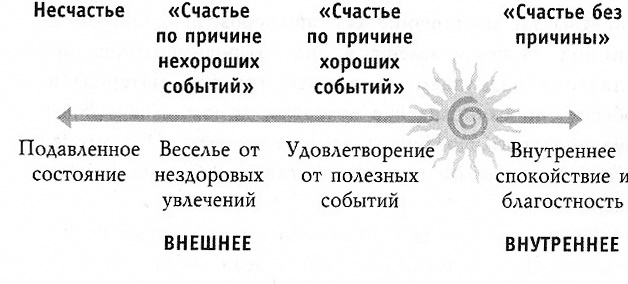 Несчастье
«Счастье
по причине
нехороших
событий»
«Счастье
по причине
хороших
событий»
«Счастье без
причины»
Подавленное
состояние
Веселье от
нездоровых
увлечений
Удовлетворение
от полезных
событий
Внутреннее
спокойствие и
благостность
ВНЕШНЕЕ
ВНУТРЕННЕЕ